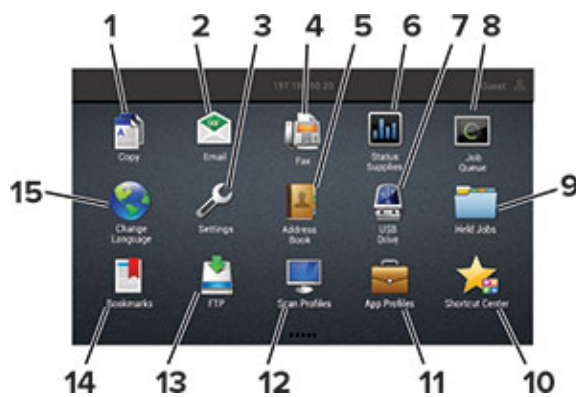 1 2 3 4 5 6 7 8
Guest
Copy Email Fax Status Supplies Job Queue
15 9
Change Language Settings Address Book USB Drive Held Jobs
Bookmarks FTP Scan Profiles App Profiles Shortcut Center
14 13 12 11 10